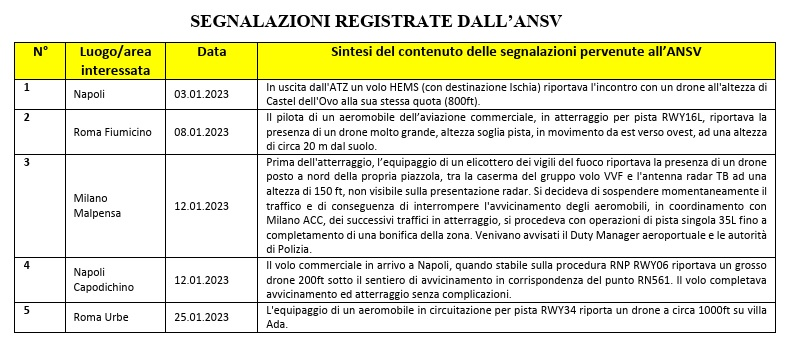 SEGNALAZIONI REGISTRATE DALL'ANSV
N° Luogo/area interessata Data Sintesi del contenuto delle segnalazioni pervenute all'ANSV
1 Napoli 03.01.2023 In uscita dall'ATZ un volo HEMS (con destinazione Ischia) riportava l'incontro con un drone all'altezza di
Castel dell'Ovo alla sua stessa quota (800ft).
2 Roma Fiumicino 08.01.2023 Il pilota di un aeromobile dell'aviazione commerciale, in atterraggio per pista RWY16L, riportava la
presenza di un drone molto grande, altezza soglia pista, in movimento da est verso ovest, ad una altezza
di circa 20 m dal suolo.
3 Milano Malpensa 12.01.2023 Prima dell'atterraggio, l'equipaggio di un elicottero dei vigili del fuoco riportava la presenza di un drone
posto a nord della propria piazzola, tra la caserma del gruppo volo VVF e l'antenna radar TB ad una
altezza di 150 ft, non visibile sulla presentazione radar. Si decideva di sospendere momentaneamente il
traffico e di conseguenza di interrompere l'avvicinamento degli aeromobili, in coordinamento con
Milano ACC, dei successivi traffici in atterraggio, si procedeva con operazioni di pista singola 35L fino a
completamento di una bonifica della zona. Venivano avvisati il Duty Manager aeroportuale e le autorità
di Polizia.
4 Napoli Capodichino 12.01.2023 Il volo commerciale in arrivo a Napoli, quando stabile sulla procedura RNP RWY06 riportava un grosso
drone 200ft sotto il sentiero di avvicinamento in corrispondenza del punto RN561. Il volo completava
avvicinamento ed atterraggio senza complicazioni.
5 Roma Urbe 25.01.2023 L'equipaggio di un aeromobile in circuitazione per pista RWY34 riporta un drone a circa 1000ft su villa
Ada.